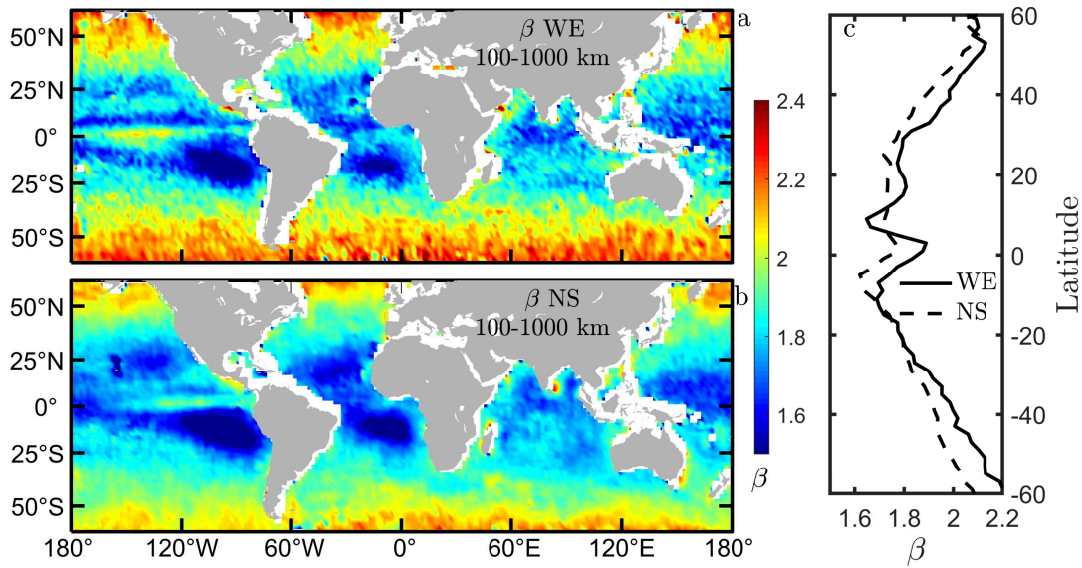 β WE
100-1000 km
a
50°N
25°N
0°
25°S
50°S
β NS
100-1000 km
b
50°N
25°N
0°
25°S
50°S
180°
120°W
60°W
0°
60°E
120°E
180°
2.4
2.2
2
1.8
1.6
β
c
60
40
20
0
-20
-40
-60
Latitude
WE
NS
1.6
1.8
2
2.2
β